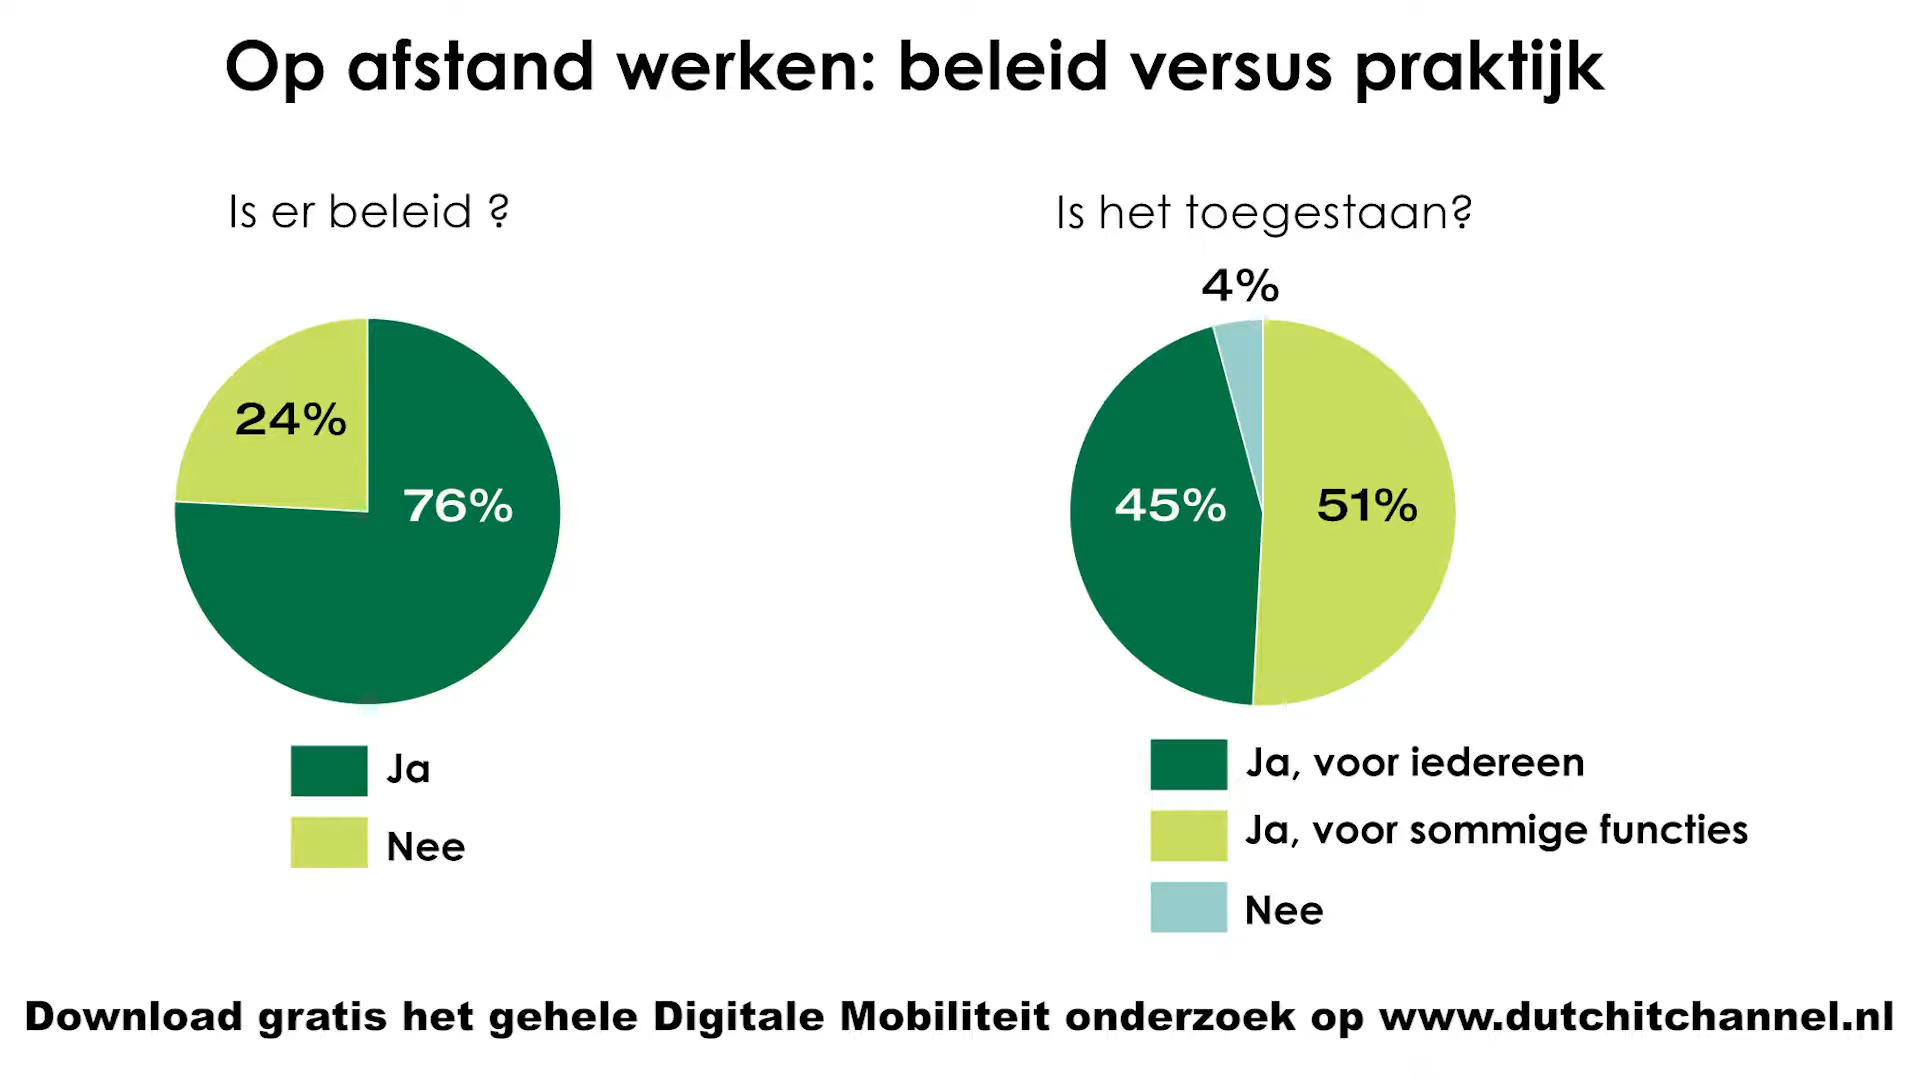 Op afstand werken: beleid versus praktijk
Is er beleid ?
24%
76%
Ja
Nee
Is het toegestaan?
4%
45%
51%
Ja, voor iedereen
Ja, voor sommige functies
Nee
Download gratis het gehele Digitale Mobiliteit onderzoek op www.dutchitchannel.nl